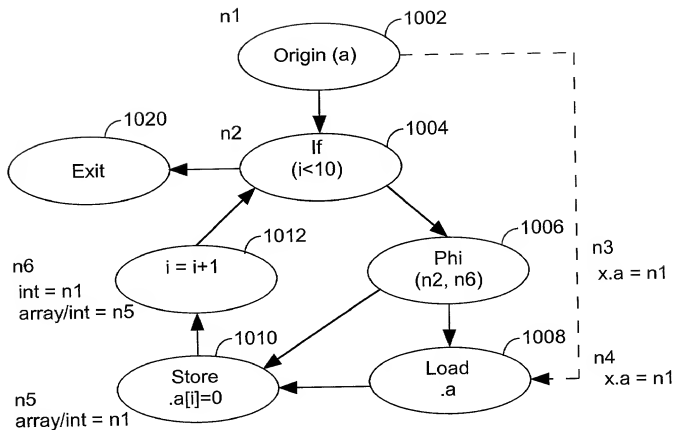 n1
1002
Origin (a)
1020
n2
1004
If
(i<10)
Exit
1012
1006
n6
i = i+1
Phi
(n2, n6)
n3
x.a = n1
int = n1
array/int = n5
1010
1008
Store
.a[i]=0
Load
.a
n4
x.a = n1
n5
array/int = n1